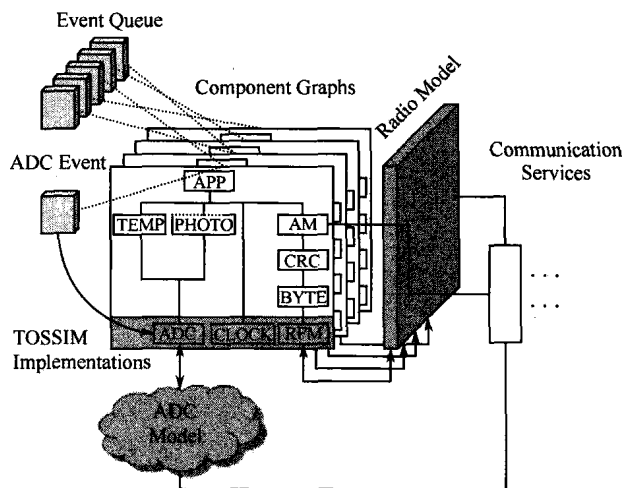 Event Queue
Component Graphs
Radio Model
ADC Event
Communication
Services
APP
TEMP
PHOTO
AM
CRC
BYTE
TOSSIM
Implementations
ADC
CLOCK
RFM
ADC
Model
. . .
. . .